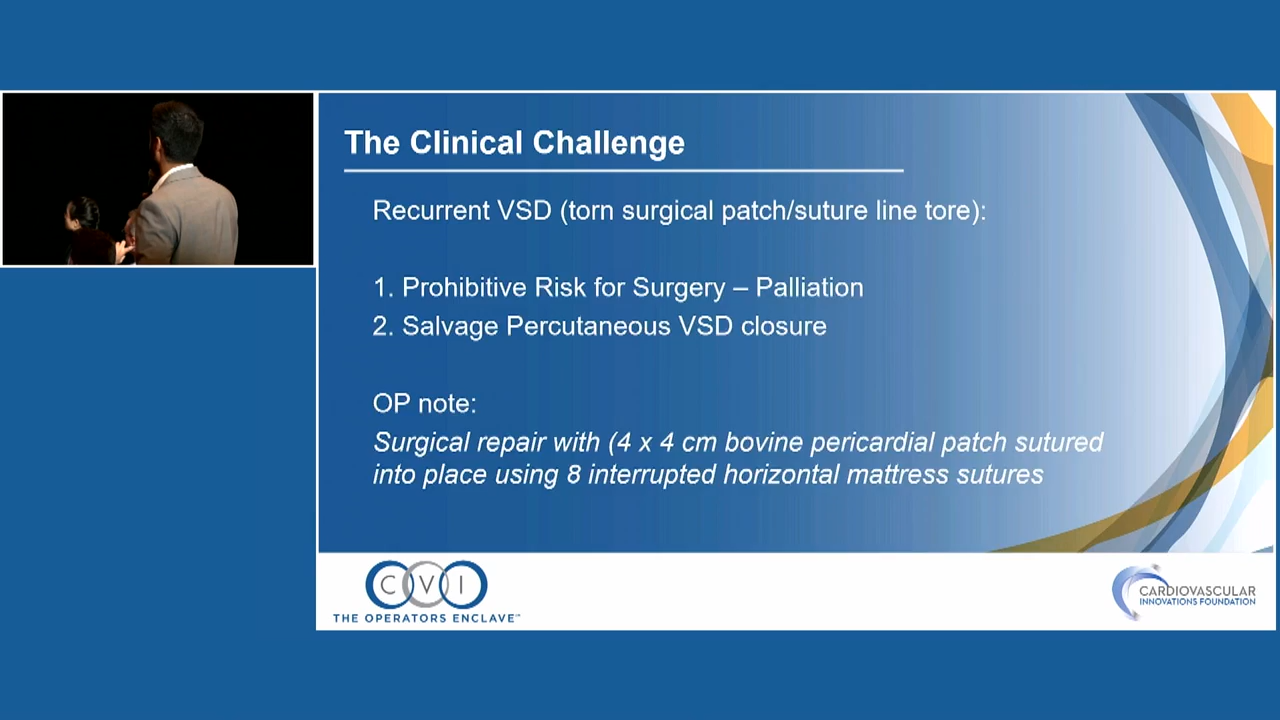 The Clinical Challenge
Recurrent VSD (torn surgical patch/suture line tore):
1. Prohibitive Risk for Surgery – Palliation
2. Salvage Percutaneous VSD closure
OP note:
Surgical repair with (4 x 4 cm bovine pericardial patch sutured
into place using 8 interrupted horizontal mattress sutures
CVI
THE OPERATORS ENCLAVE™
CARDIOVASCULAR
INNOVATIONS FOUNDATION